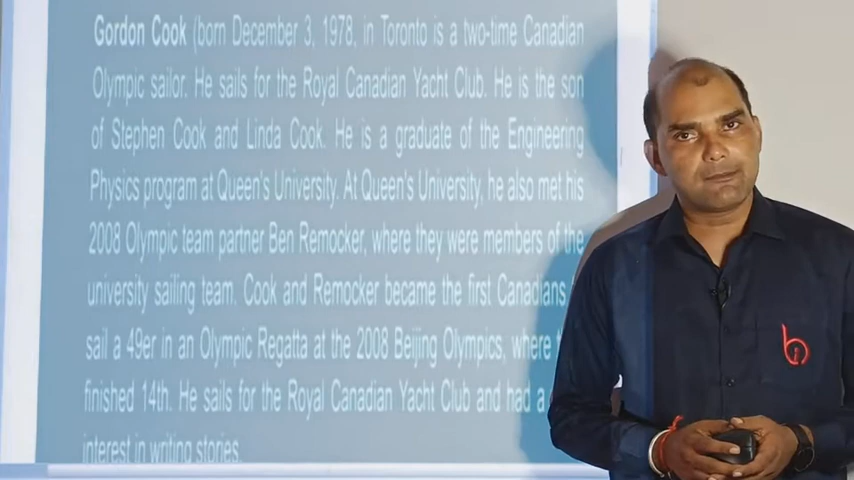 Gordon Cook (born December 3, 1978, in Toronto is a two-time Canadian
Olympic sailor. He sails for the Royal Canadian Yacht Club. He is the son
of Stephen Cook and Linda Cook. He is a graduate of the Engineering
Physics program at Queen's University. At Queen's University, he also met his
2008 Olympic team partner Ben Remocker, where they were members of the
university sailing team. Cook and Remocker became the first Canadians to
sail a 49er in an Olympic Regatta at the 2008 Beijing Olympics, where
finished 14th. He sails for the Royal Canadian Yacht Club and had a
interest in writing stories.